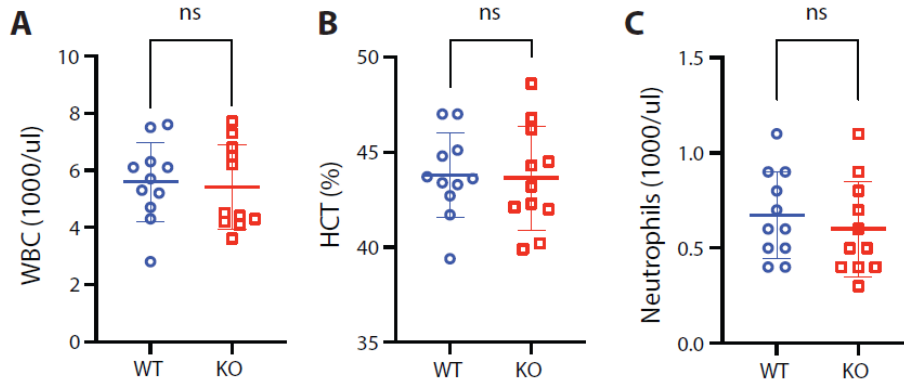 A
ns
WBC (1000/ul)
10
8
6
4
2
0
WT
KO
B
ns
HCT (%)
50
45
40
35
WT
KO
C
ns
Neutrophils (1000/ul)
1.5
1.0
0.5
0.0
WT
KO